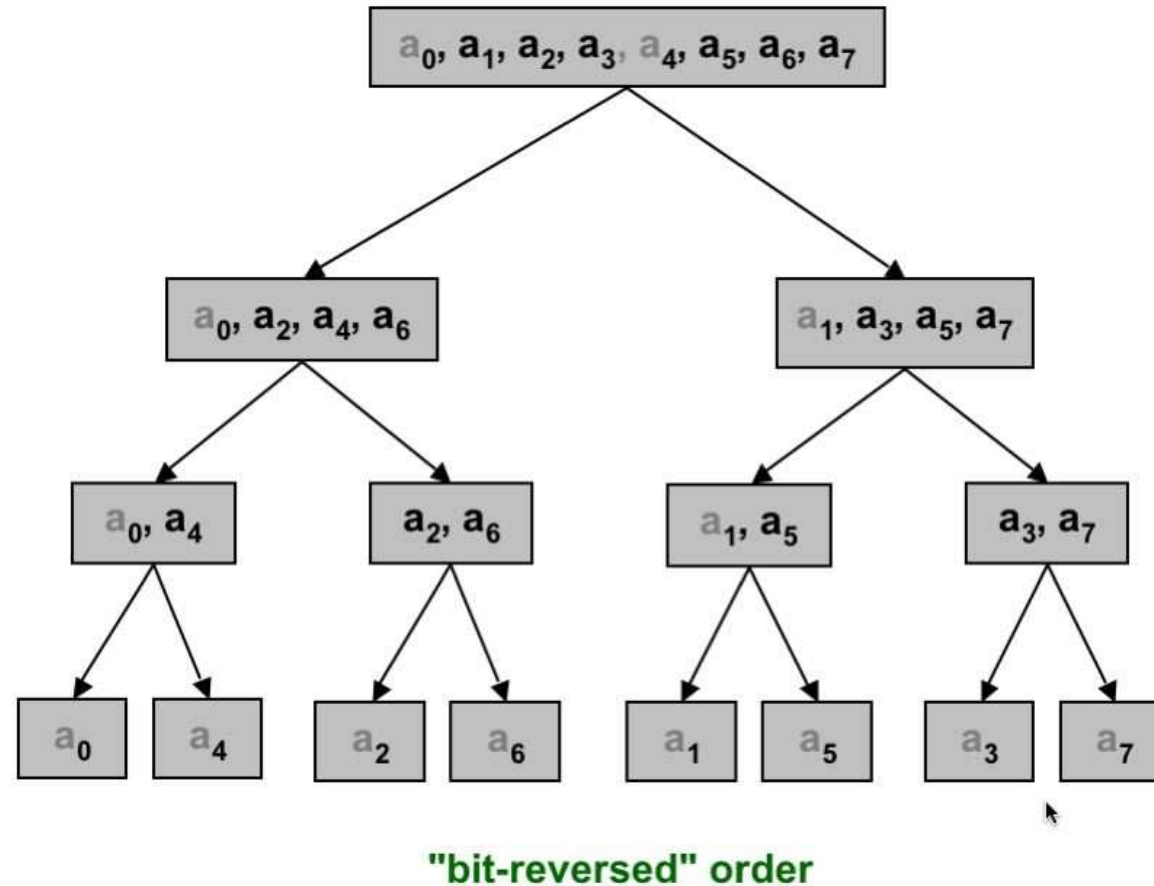 a0, a1, a2, a3, a4, a5, a6, a7
a0, a2, a4, a6
a1, a3, a5, a7
a0, a4
a2, a6
a1, a5
a3, a7
a0
a4
a2
a6
a1
a5
a3
a7
"bit-reversed" order